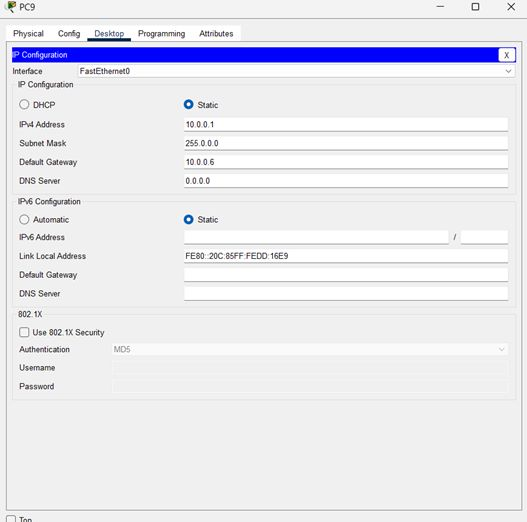 PC9
Physical Config Desktop Programming Attributes
IP Configuration X
Interface FastEthernet0
IP Configuration
DHCP Static
IPv4 Address 10.0.0.1
Subnet Mask 255.0.0.0
Default Gateway 10.0.0.6
DNS Server 0.0.0.0
IPv6 Configuration
Automatic Static
IPv6 Address /
Link Local Address FE80::20C:85FF:FEDD:16E9
Default Gateway
DNS Server
802.1X
Use 802.1X Security
Authentication MD5
Username
Password
Top